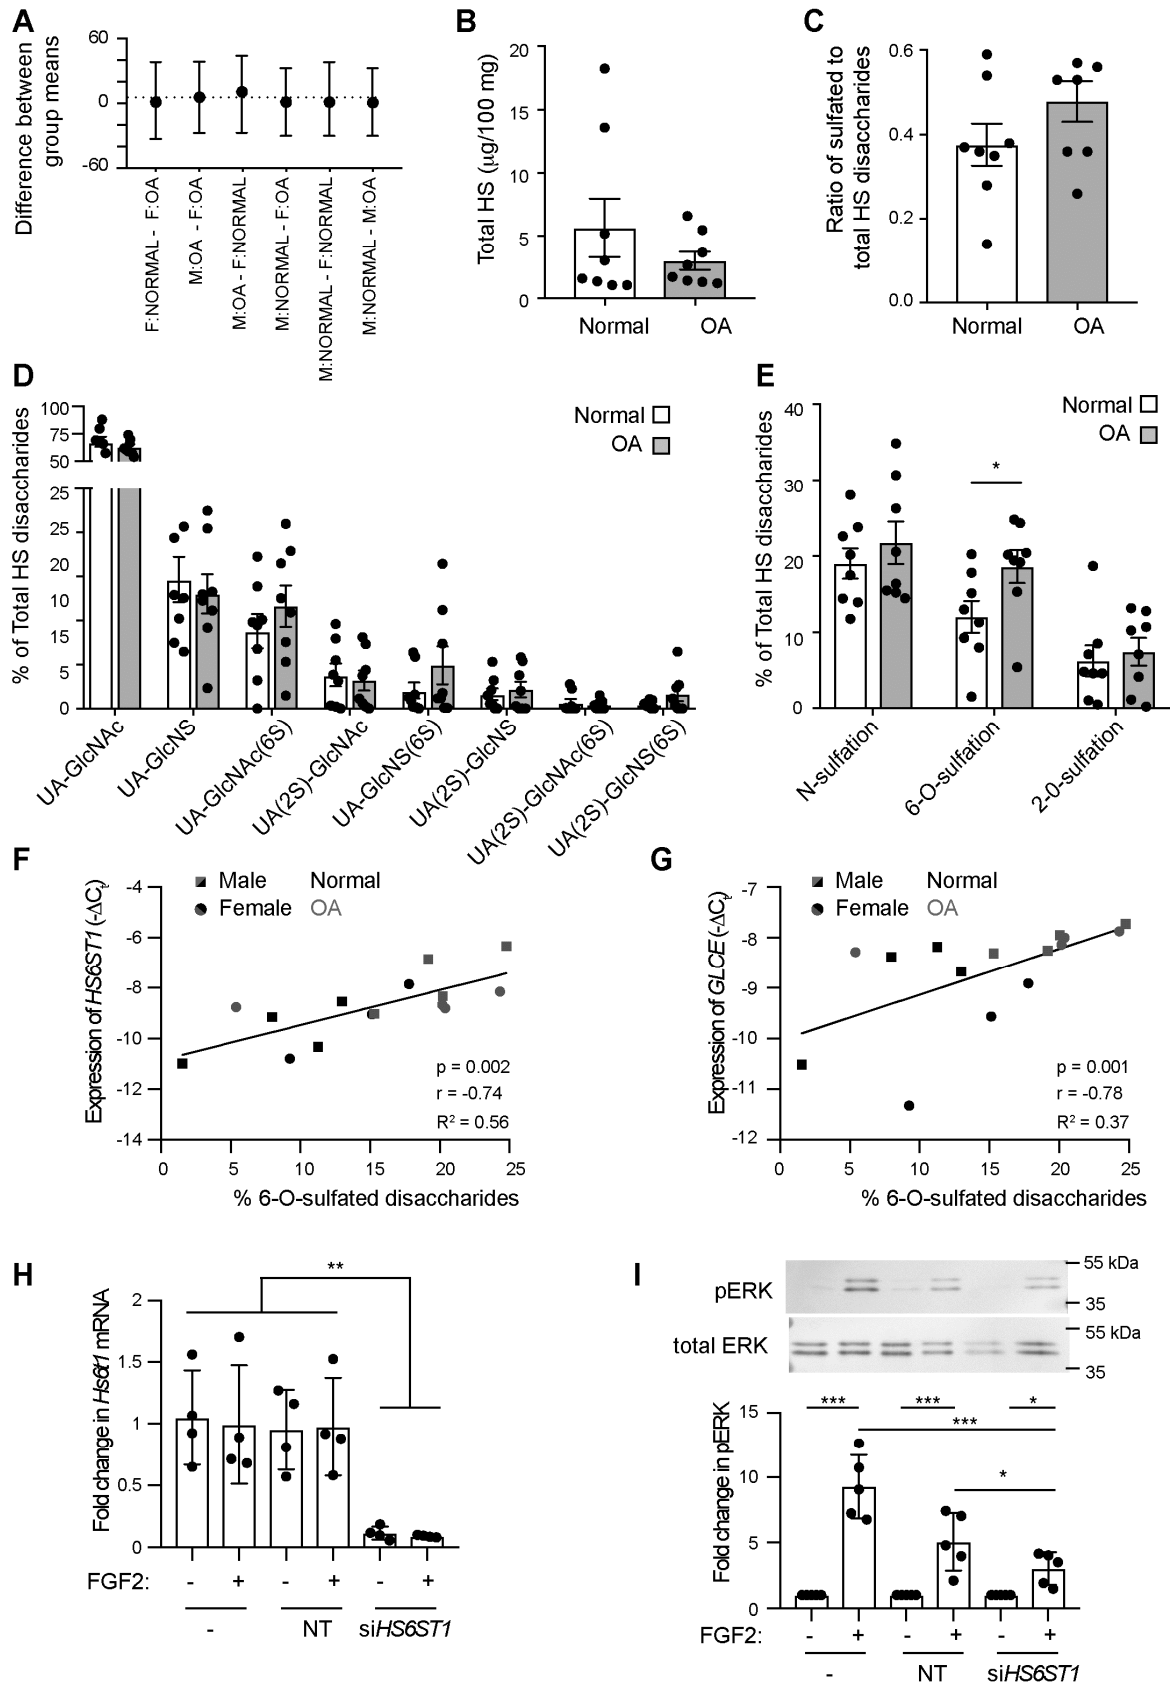 A
Difference between
group means
60
0
-60
F:NORMAL - F:OA
M:OA - F:OA
M:OA - F:NORMAL
M:NORMAL - F:OA
M:NORMAL - F:NORMAL
M:NORMAL - M:OA
B
Total HS (µg/100 mg)
20
15
10
5
0
Normal
OA
C
Ratio of sulfated to
total HS disaccharides
0.6
0.4
0.2
0.0
Normal
OA
D
% of Total HS disaccharides
100
75
50
25
25
20
10
15
5
0
Normal
OA
UA-GlcNAc
UA-GlcNS
UA-GlcNAc(6S)
UA(2S)-GlcNAc
UA-GlcNS(6S)
UA(2S)-GlcNS
UA(2S)-GlcNAc(6S)
UA(2S)-GlcNS(6S)
E
% of Total HS disaccharides
40
30
20
10
0
Normal
OA
*
N-sulfation
6-O-sulfation
2-0-sulfation
F
Expression of HS6ST1 (-ΔCt)
-4
-6
-8
-10
-12
-14
Male Normal
Female OA
p = 0.002
r = -0.74
R² = 0.56
0 5 10 15 20 25
% 6-O-sulfated disaccharides
G
Expression of GLCE (-ΔCt)
-7
-8
-9
-10
-11
-12
Male Normal
Female OA
p = 0.001
r = -0.78
R² = 0.37
0 5 10 15 20 25
% 6-O-sulfated disaccharides
H
Fold change in Hs6t1 mRNA
2
1.5
1
0.5
0
**
FGF2: - + - + - +
- NT siHS6ST1
I
pERK
55 kDa
35
total ERK
55 kDa
35
Fold change in pERK
15
10
5
0
*** *** *
***
*
FGF2: - + - + - +
- NT siHS6ST1